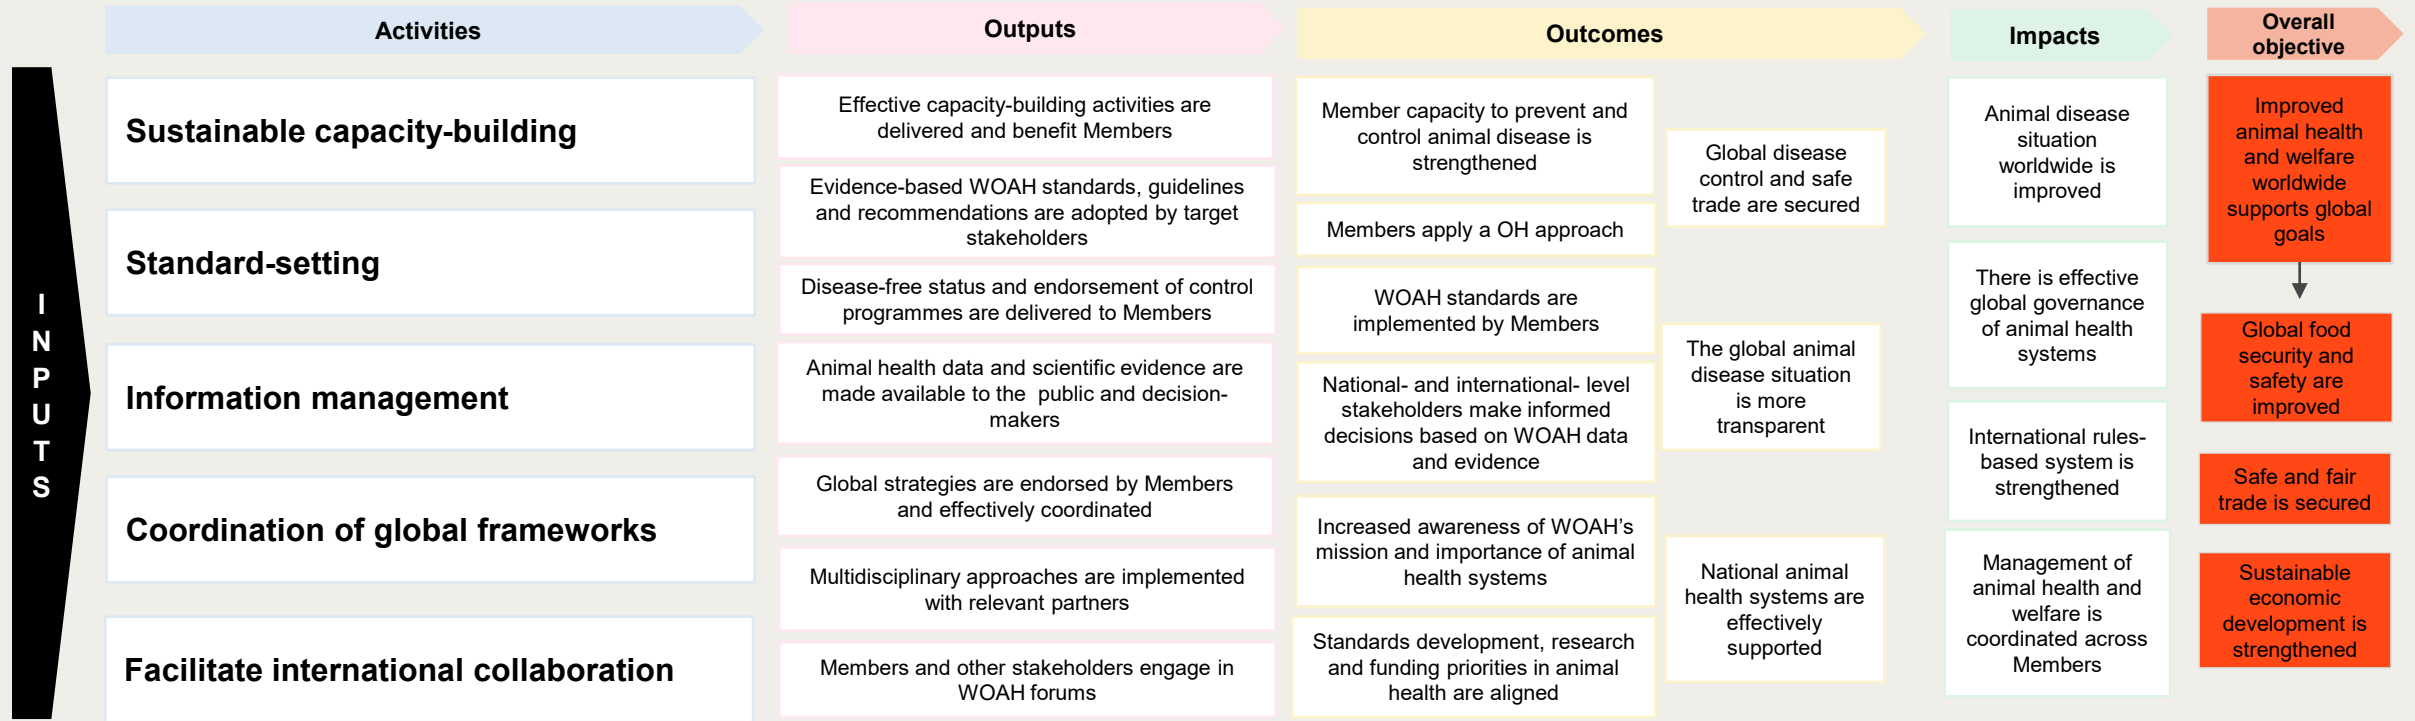 Activities
Outputs
Outcomes
Impacts
Overall
objective
I
N
P
U
T
S
Sustainable capacity-building
Standard-setting
Information management
Coordination of global frameworks
Facilitate international collaboration
Effective capacity-building activities are
delivered and benefit Members
Evidence-based WOAH standards, guidelines
and recommendations are adopted by target
stakeholders
Disease-free status and endorsement of control
programmes are delivered to Members
Animal health data and scientific evidence are
made available to the public and decision-
makers
Global strategies are endorsed by Members
and effectively coordinated
Multidisciplinary approaches are implemented
with relevant partners
Members and other stakeholders engage in
WOAH forums
Member capacity to prevent and
control animal disease is
strengthened
Members apply a OH approach
WOAH standards are
implemented by Members
National- and international- level
stakeholders make informed
decisions based on WOAH data
and evidence
Increased awareness of WOAH's
mission and importance of animal
health systems
Standards development, research
and funding priorities in animal
health are aligned
Global disease
control and safe
trade are secured
The global animal
disease situation
is more
transparent
National animal
health systems are
effectively
supported
Animal disease
situation
worldwide is
improved
There is effective
global governance
of animal health
systems
International rules-
based system is
strengthened
Management of
animal health and
welfare is
coordinated across
Members
Improved
animal health
and welfare
worldwide
supports global
goals
Global food
security and
safety are
improved
Safe and fair
trade is secured
Sustainable
economic
development is
strengthened